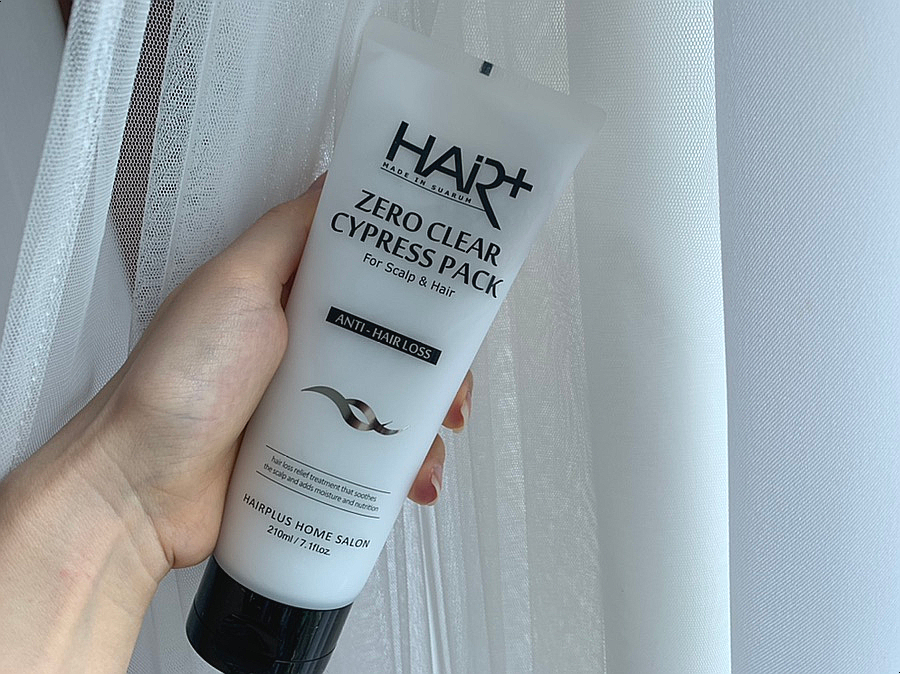 HAiR+
MADE IN SUARUM
ZERO CLEAR
CYPRESS PACK
For Scalp & Hair
ANTI - HAIR LOSS
hair loss relief treatment that soothes
the scalp and adds moisture and nutrition
HAIRPLUS HOME SALON
210ml / 7.1floz.